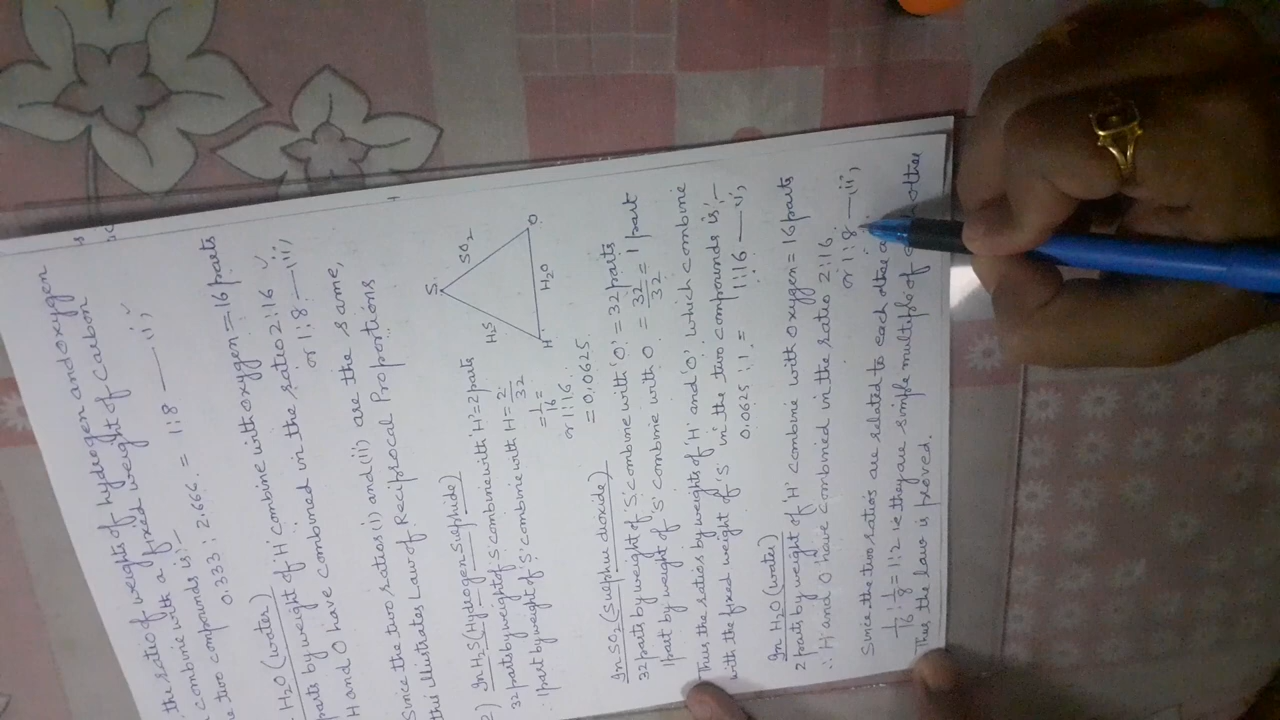 the ratio of weights of hydrogen and oxygen
combine with a fixed weight of carbon
two compounds is:-
0.333 : 2.666 = 1:8 — (i)
H2O (water)
parts by weight of 'H' combine with oxygen = 16 parts
H and O have combined in the ratio 2:16
or 1:8 — (ii)
Since the two ratios (i) and (ii) are the same,
the illustrates Law of Reciprocal Proportions
2) In H2S (Hydrogen Sulphide)
32 parts by weight of S combine with 'H' = 2 parts
∴ 1 part by weight of 'S' combine with H = 2/32
= 1/16 =
or 1:16
= 0.0625
S
H2S
SO2
H
H2O
O
In SO2 (Sulphur dioxide)
32 parts by weight of 'S' combine with 'O' = 32 parts
1 part by weight of 'S' combine with O = 32/32 = 1 part
Thus the ratios by weights of 'H' and 'O' which combine
with the fixed weight of 'S' in the two compounds is:-
0.0625 : 1 = 1:16 — (i)
In H2O (water)
2 parts by weight of 'H' combine with oxygen = 16 parts
∴ 'H' and O have combined in the ratio 2:16
or 1:8 — (ii)
Since the two ratios are related to each other
1/16 : 1/8 = 1:2 i.e they are simple multiple of other
Thus the law is proved.